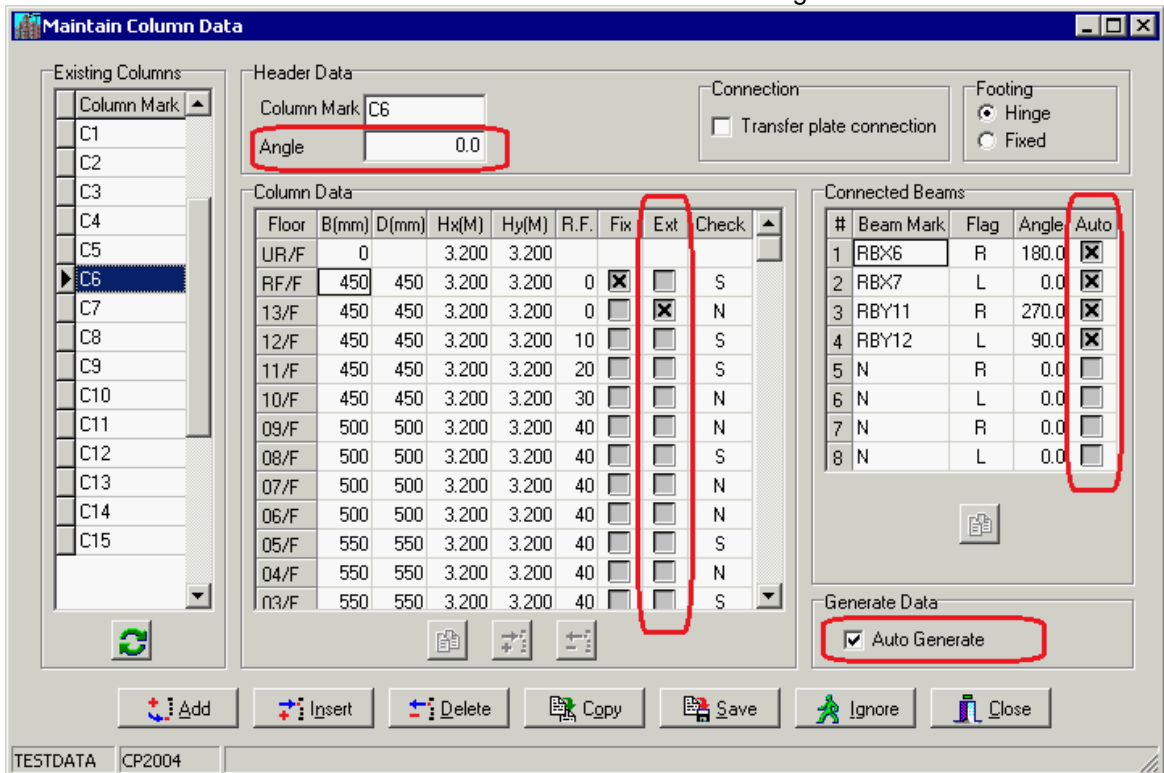 Maintain Column Data
Existing Columns
Column Mark
C1
C2
C3
C4
C5
C6
C7
C8
C9
C10
C11
C12
C13
C14
C15
Header Data
Column Mark C6
Angle 0.0
Connection
Transfer plate connection
Footing
Hinge
Fixed
Column Data
Floor B(mm) D(mm) Hx(M) Hy(M) R.F. Fix Ext Check
UR/F 0 3.200 3.200
RF/F 450 450 3.200 3.200 0 S
13/F 450 450 3.200 3.200 0 N
12/F 450 450 3.200 3.200 10 S
11/F 450 450 3.200 3.200 20 S
10/F 450 450 3.200 3.200 30 N
09/F 500 500 3.200 3.200 40 N
08/F 500 500 3.200 3.200 40 S
07/F 500 500 3.200 3.200 40 N
06/F 500 500 3.200 3.200 40 N
05/F 550 550 3.200 3.200 40 S
04/F 550 550 3.200 3.200 40 N
03/F 550 550 3.200 3.200 40 S
Connected Beams
# Beam Mark Flag Angle Auto
1 RBX6 R 180.0
2 RBX7 L 0.0
3 RBY11 R 270.0
4 RBY12 L 90.0
5 N R 0.0
6 N L 0.0
7 N R 0.0
8 N L 0.0
Generate Data
Auto Generate
Add Insert Delete Copy Save Ignore Close
TESTDATA CP2004